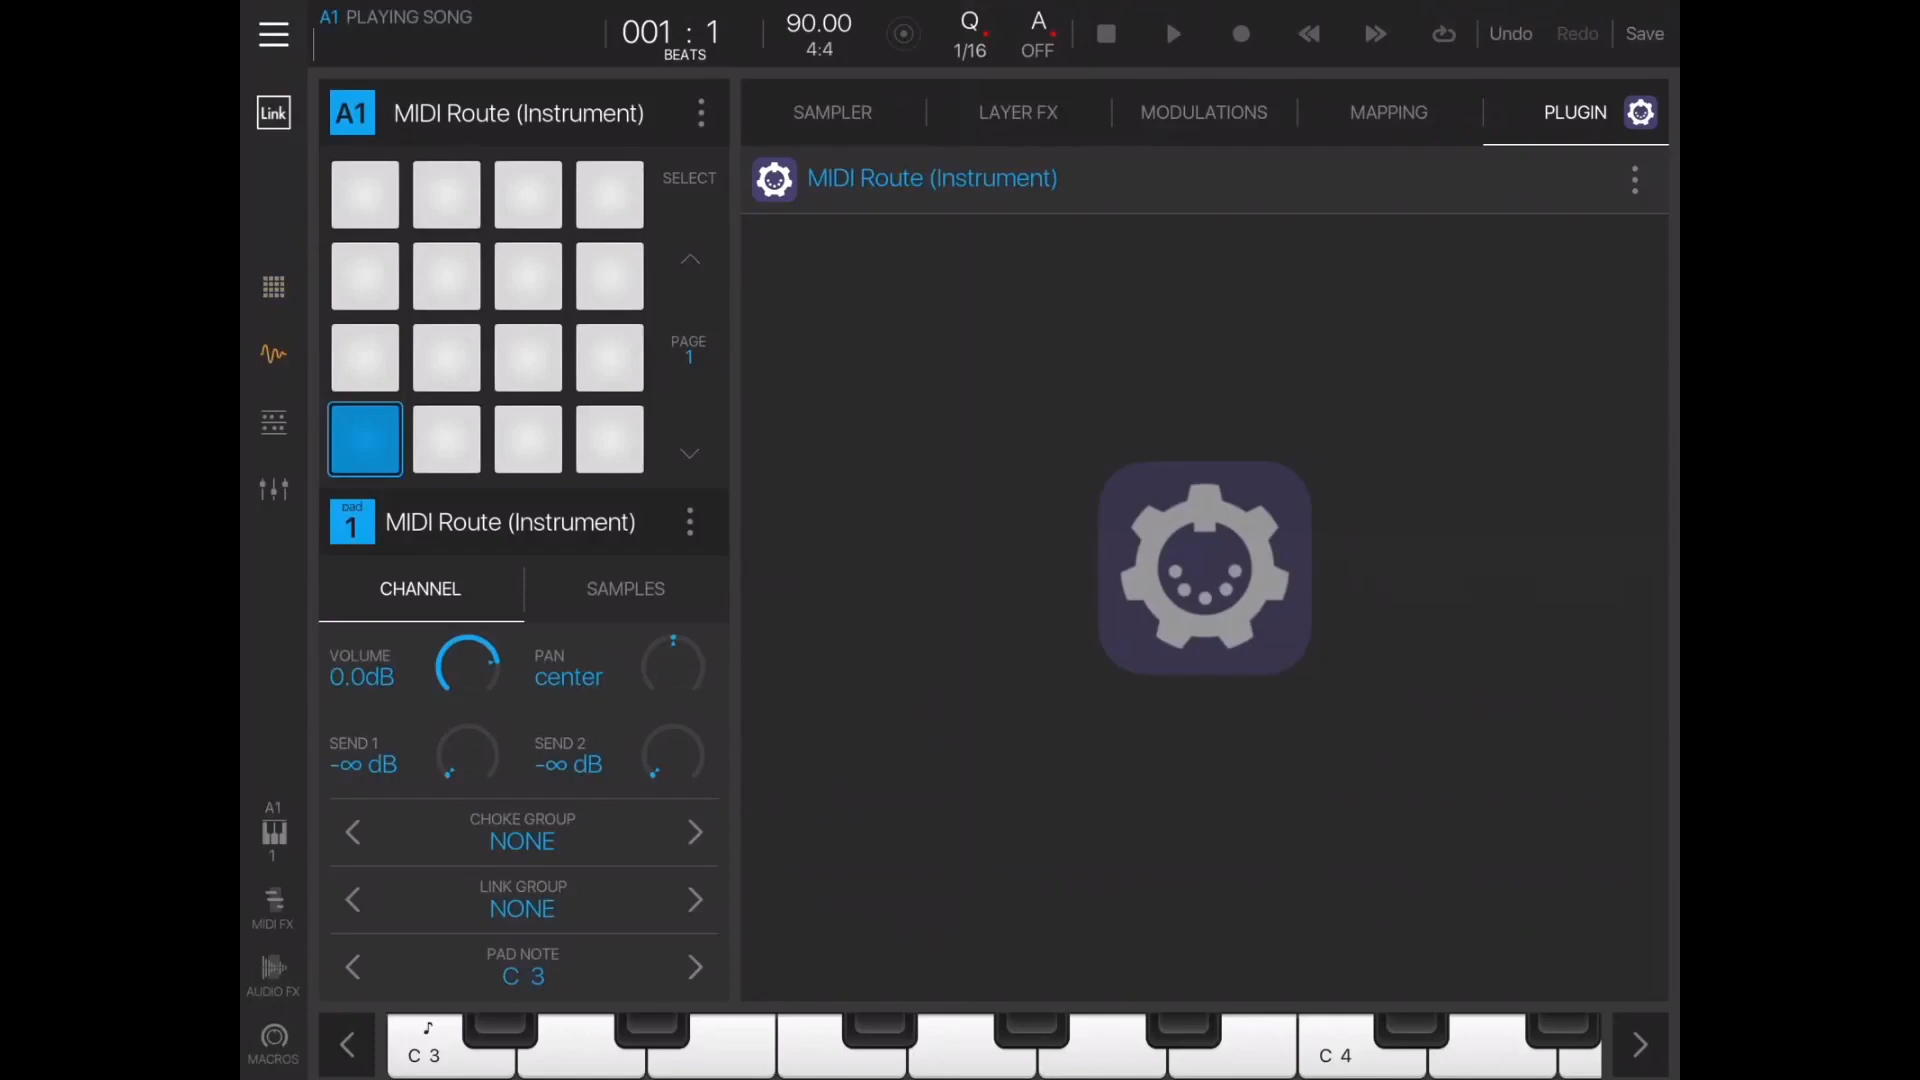 A1 PLAYING SONG
001 : 1
BEATS
90.00
4:4
Q
1/16
A
OFF
Undo
Redo
Save
Link
A1 MIDI Route (Instrument)
SELECT
PAGE
1
pad
1
MIDI Route (Instrument)
CHANNEL
SAMPLES
VOLUME
0.0dB
PAN
center
SEND 1
-∞ dB
SEND 2
-∞ dB
CHOKE GROUP
NONE
LINK GROUP
NONE
PAD NOTE
C 3
SAMPLER
LAYER FX
MODULATIONS
MAPPING
PLUGIN
MIDI Route (Instrument)
A1
1
MIDI FX
AUDIO FX
MACROS
C 3
C 4